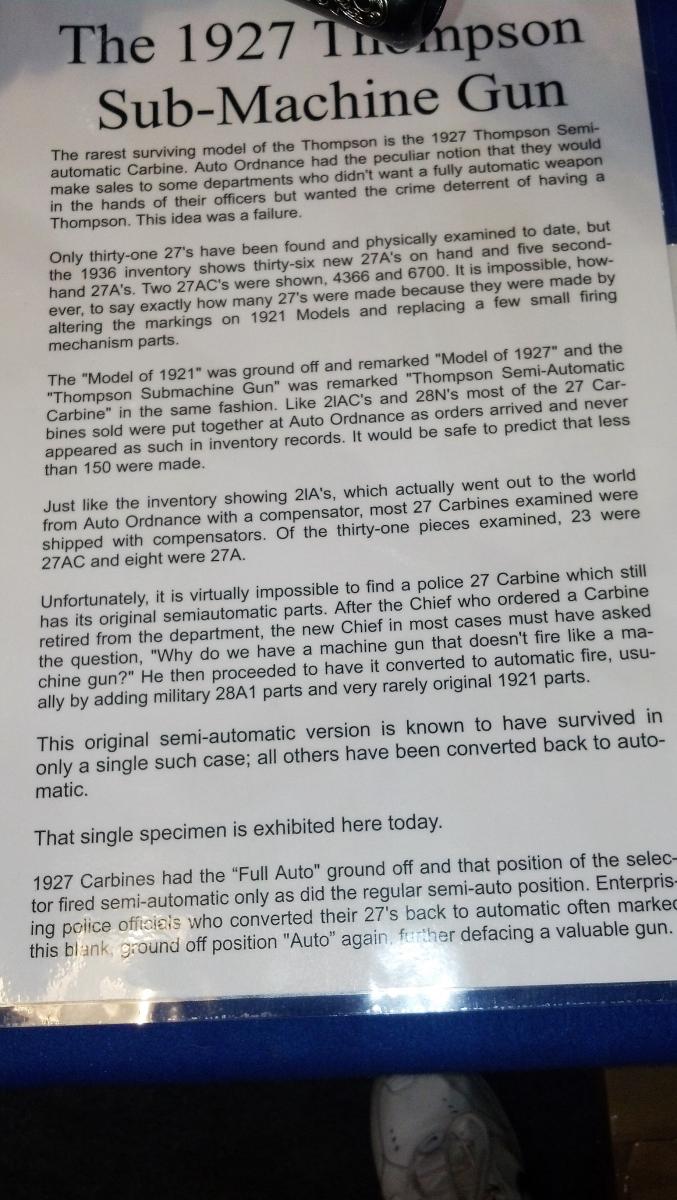 The 1927 Thompson
Sub-Machine Gun
The rarest surviving model of the Thompson is the 1927 Thompson Semi-
automatic Carbine. Auto Ordnance had the peculiar notion that they would
make sales to some departments who didn't want a fully automatic weapon
in the hands of their officers but wanted the crime deterrent of having a
Thompson. This idea was a failure.
Only thirty-one 27's have been found and physically examined to date, but
the 1936 inventory shows thirty-six new 27A's on hand and five second-
hand 27A's. Two 27AC's were shown, 4366 and 6700. It is impossible, how-
ever, to say exactly how many 27's were made because they were made by
altering the markings on 1921 Models and replacing a few small firing
mechanism parts.
The "Model of 1921" was ground off and remarked "Model of 1927" and the
"Thompson Submachine Gun" was remarked "Thompson Semi-Automatic
Carbine" in the same fashion. Like 2IAC's and 28N's most of the 27 Car-
bines sold were put together at Auto Ordnance as orders arrived and never
appeared as such in inventory records. It would be safe to predict that less
than 150 were made.
Just like the inventory showing 2IA's, which actually went out to the world
from Auto Ordnance with a compensator, most 27 Carbines examined were
shipped with compensators. Of the thirty-one pieces examined, 23 were
27AC and eight were 27A.
Unfortunately, it is virtually impossible to find a police 27 Carbine which still
has its original semiautomatic parts. After the Chief who ordered a Carbine
retired from the department, the new Chief in most cases must have asked
the question, "Why do we have a machine gun that doesn't fire like a ma-
chine gun?" He then proceeded to have it converted to automatic fire, usu-
ally by adding military 28A1 parts and very rarely original 1921 parts.
This original semi-automatic version is known to have survived in
only a single such case; all others have been converted back to auto-
matic.
That single specimen is exhibited here today.
1927 Carbines had the “Full Auto" ground off and that position of the selec-
tor fired semi-automatic only as did the regular semi-auto position. Enterpris-
ing police officials who converted their 27's back to automatic often marked
this blank, ground off position "Auto” again, further defacing a valuable gun.